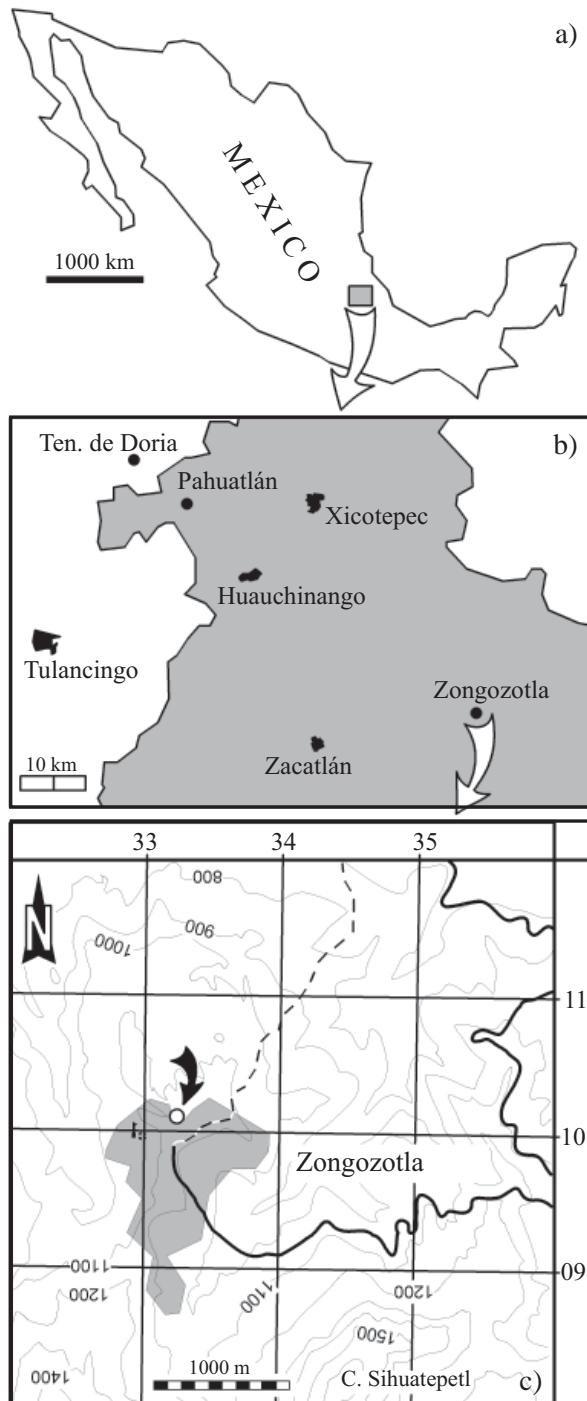 a)
MEXICO
1000 km
b)
Ten. de Doria
Pahuatlán
Xicotepec
Huauchinango
Tulancingo
Zongozotla
Zacatlán
10 km
33 34 35
808
900
1000
N
11
10
Zongozotla
1100
09
1200
1100
1200
1500
1000 m
1400
C. Sihuatepetl
c)